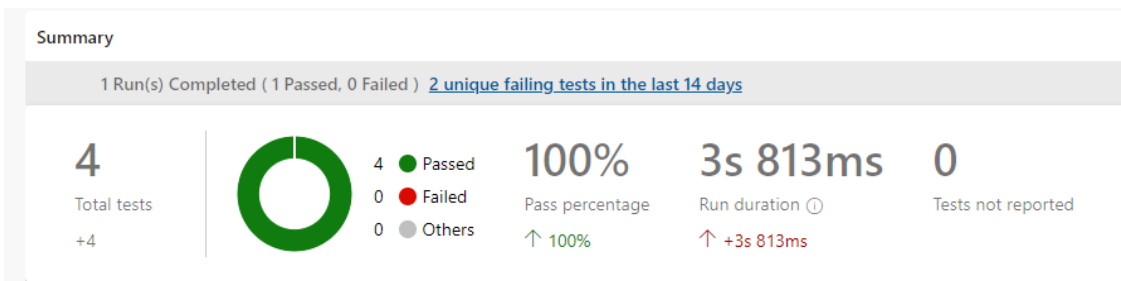 Summary
1 Run(s) Completed ( 1 Passed, 0 Failed ) 2 unique failing tests in the last 14 days
4
Total tests
+4
4 Passed
0 Failed
0 Others
100%
Pass percentage
↑ 100%
3s 813ms
Run duration ⓘ
↑ +3s 813ms
0
Tests not reported